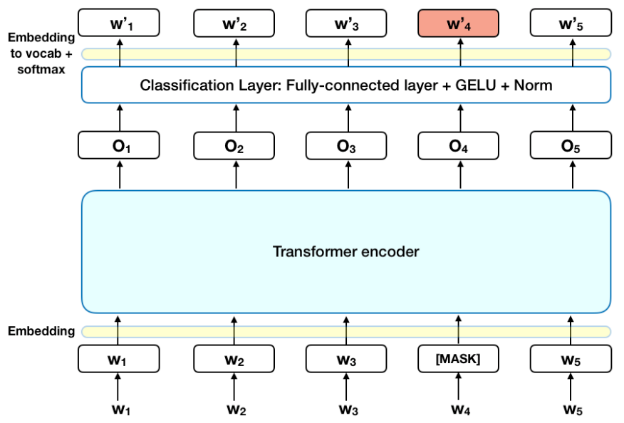 w’₁ w’₂ w’₃ w’₄ w’₅
Embedding
to vocab +
softmax
Classification Layer: Fully-connected layer + GELU + Norm
O₁ O₂ O₃ O₄ O₅
Transformer encoder
Embedding
w₁ w₂ w₃ [MASK] w₅
w₁ w₂ w₃ w₄ w₅